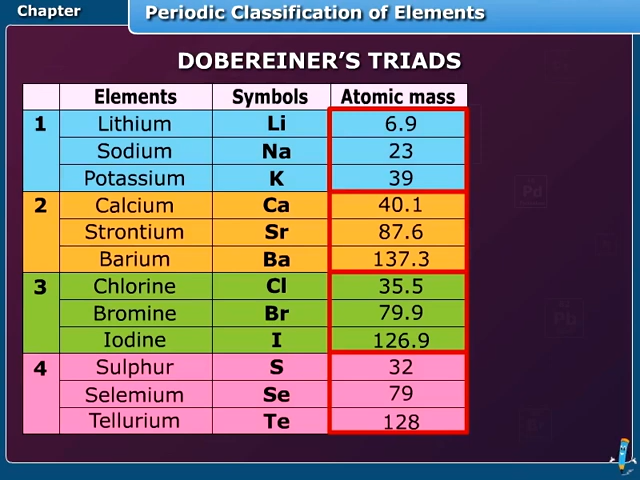 Chapter
Periodic Classification of Elements
DOBEREINER'S TRIADS
Elements Symbols Atomic mass
1 Lithium Li 6.9
Sodium Na 23
Potassium K 39
2 Calcium Ca 40.1
Strontium Sr 87.6
Barium Ba 137.3
3 Chlorine Cl 35.5
Bromine Br 79.9
Iodine I 126.9
4 Sulphur S 32
Selemium Se 79
Tellurium Te 128
Pd
Pb